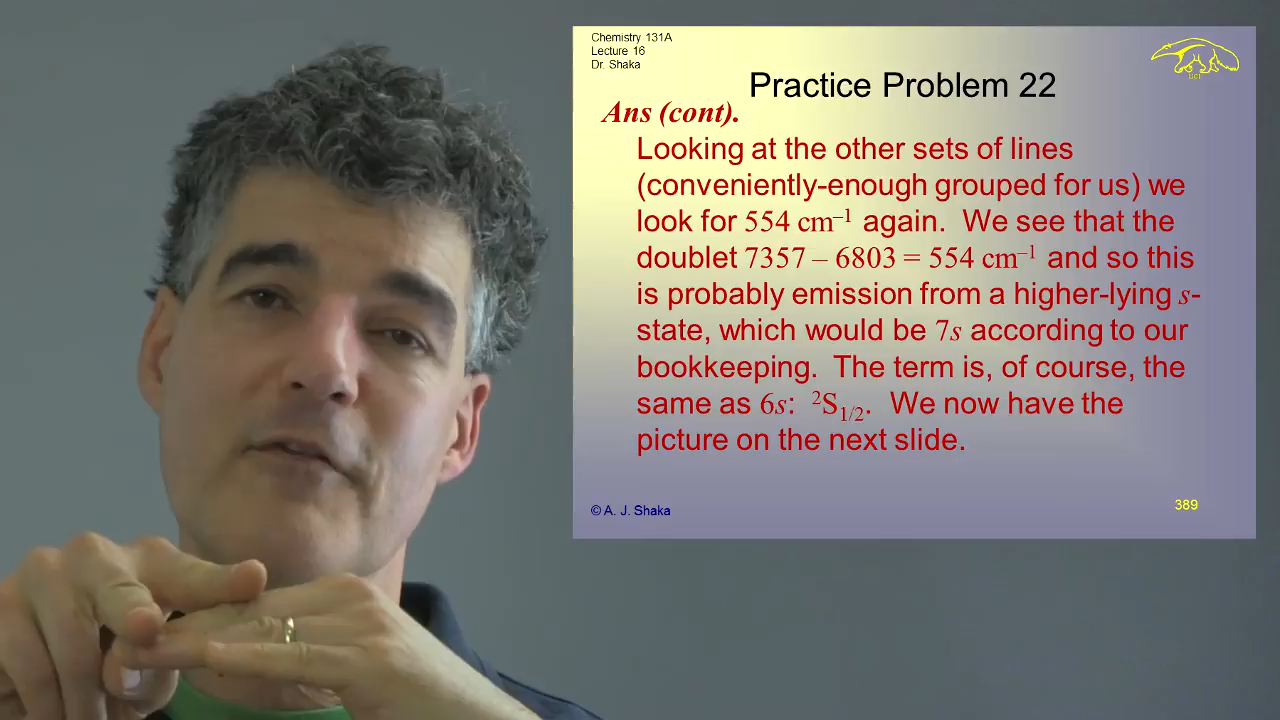 Chemistry 131A
Lecture 16
Dr. Shaka
UCI
Practice Problem 22
Ans (cont).
Looking at the other sets of lines
(conveniently-enough grouped for us) we
look for 554 cm⁻¹ again. We see that the
doublet 7357 – 6803 = 554 cm⁻¹ and so this
is probably emission from a higher-lying s-
state, which would be 7s according to our
bookkeeping. The term is, of course, the
same as 6s: ²S₁/₂. We now have the
picture on the next slide.
© A. J. Shaka
389